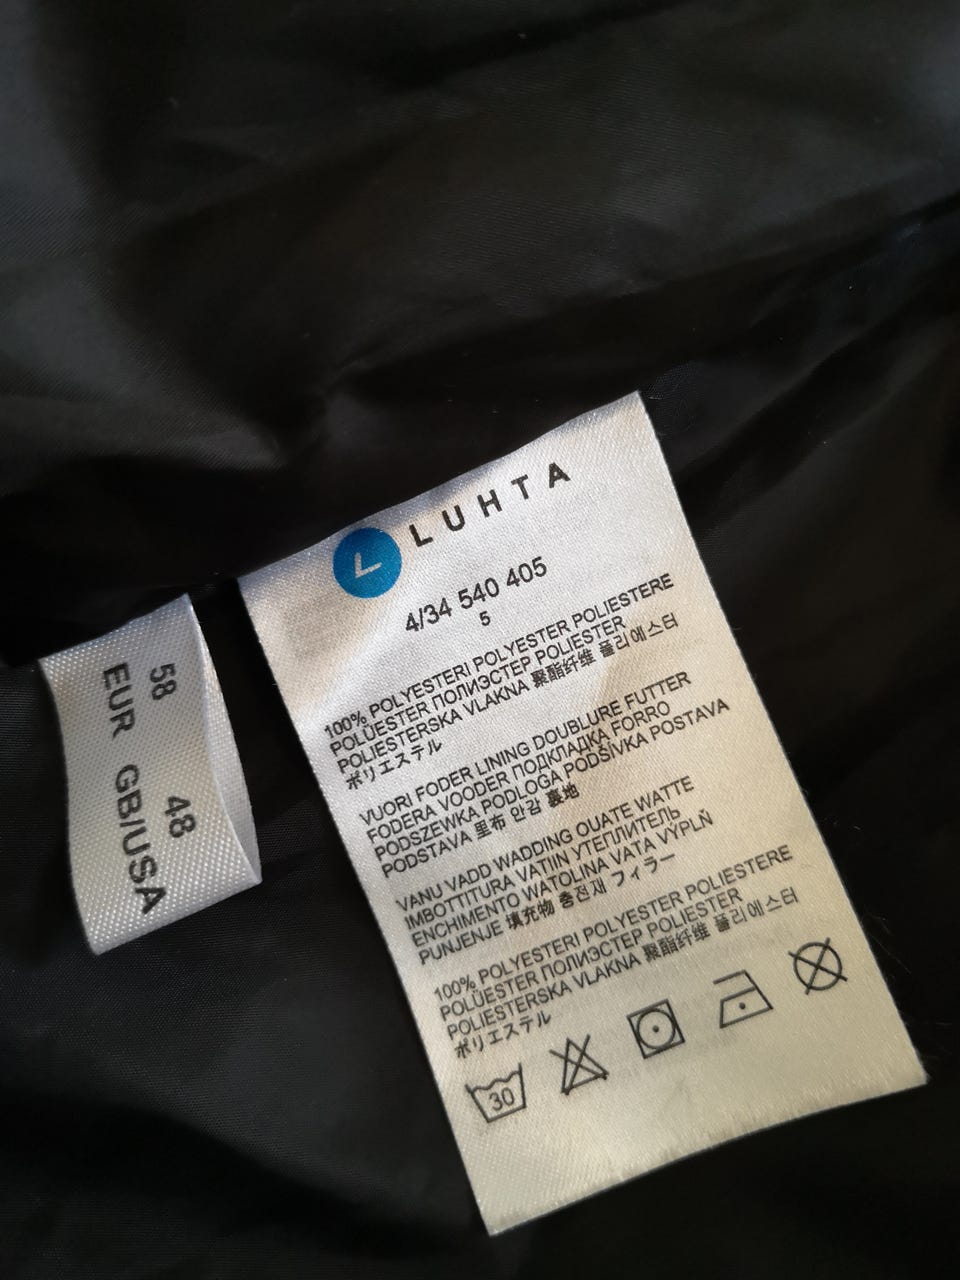 LUHTA
4/34 540 405
5
100% POLYESTERI POLYESTER POLIESTERE
POLÜESTER ПОЛИЭСТЕР POLIESTER
POLIESTERSKA VLAKNA 聚酯纤维 폴리에스터
ポリエステル
VUORI FODER LINING DOUBLURE FUTTER
FODERA VOODER ПОДКЛАДКА FORRO
PODSZEWKA PODLOGA PODŠÍVKA POSTAVA
PODSTAVA 里布 안감 裏地
VANU VADD WADDING OUATE WATTE
IMBOTTITURA VATIIN УТЕПЛИТЕЛЬ
ENCHIMENTO WATOLINA VATA VÝPLŇ
PUNJENJE 填充物 충전재 フィラー
100% POLYESTERI POLYESTER POLIESTERE
POLÜESTER ПОЛИЭСТЕР POLIESTER
POLIESTERSKA VLAKNA 聚酯纤维 폴리에스터
ポリエステル
30
58 48
EUR GB/USA